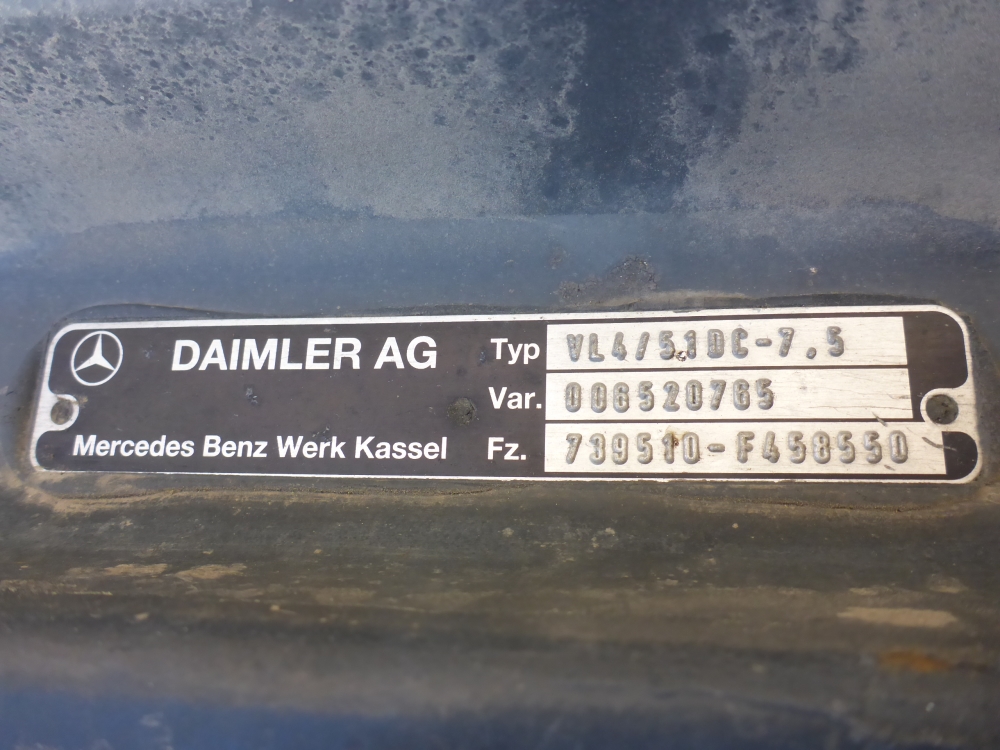 DAIMLER AG
Typ VL4/51DC-7.5
Var. 006520765
Mercedes Benz Werk Kassel Fz. 739510-F458550